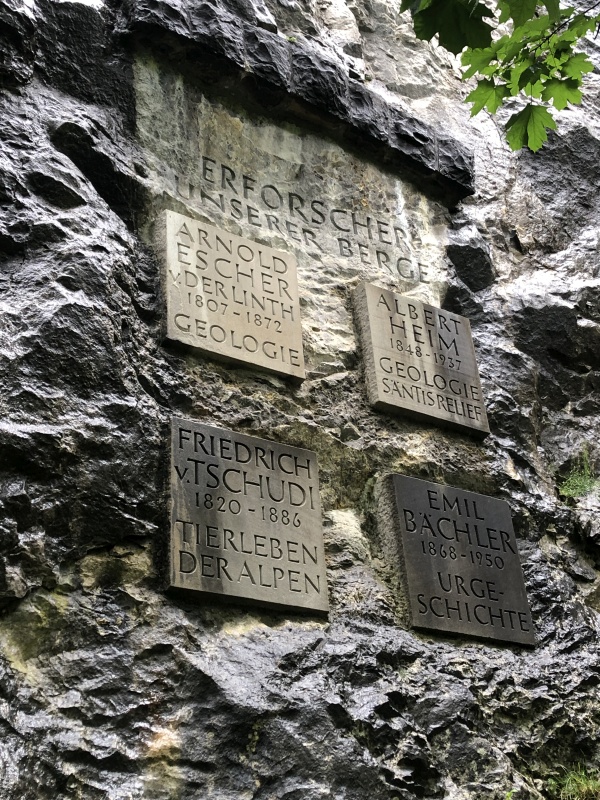 ERFORSCHER
UNSERER BERGE
ARNOLD
ESCHER
v. DER LINTH
1807 - 1872
GEOLOGIE
ALBERT
HEIM
1848 - 1937
GEOLOGIE
SÄNTISRELIEF
FRIEDRICH
v. TSCHUDI
1820 - 1886
TIERLEBEN
DER ALPEN
EMIL
BÄCHLER
1868 - 1950
URGE-
SCHICHTE